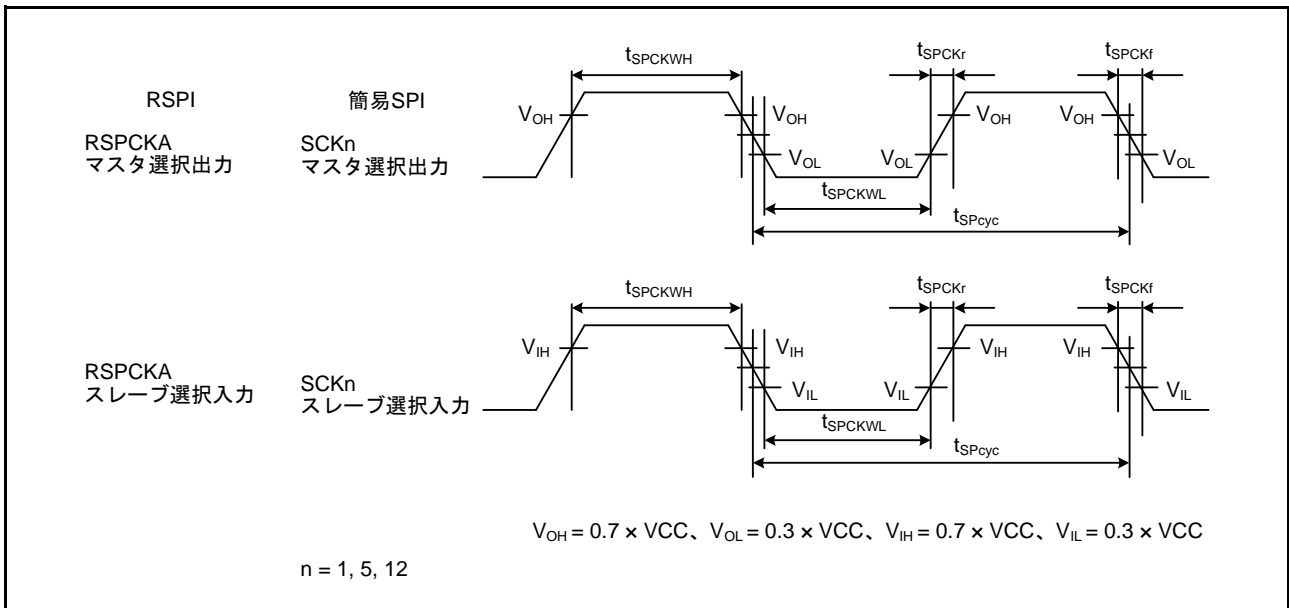 RSPI
簡易SPI
RSPCKA
マスタ選択出力
SCKn
マスタ選択出力
tSPCKWH
tSPCKr
tSPCKf
VOH
VOH
VOH
VOH
VOL
VOL
VOL
tSPCKWL
tSPcyc
RSPCKA
スレーブ選択入力
SCKn
スレーブ選択入力
tSPCKWH
tSPCKr
tSPCKf
VIH
VIH
VIH
VIH
VIL
VIL
VIL
tSPCKWL
tSPcyc
VOH = 0.7 × VCC、VOL = 0.3 × VCC、VIH = 0.7 × VCC、VIL = 0.3 × VCC
n = 1, 5, 12